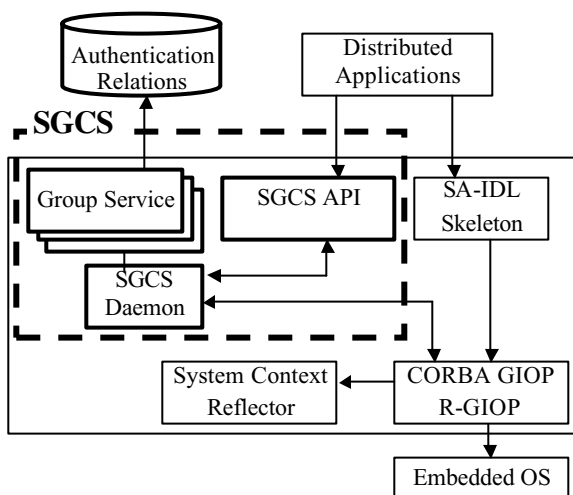 Authentication
Relations
Distributed
Applications
SGCS
Group Service
SGCS API
SA-IDL
Skeleton
SGCS
Daemon
System Context
Reflector
CORBA GIOP
R-GIOP
Embedded OS